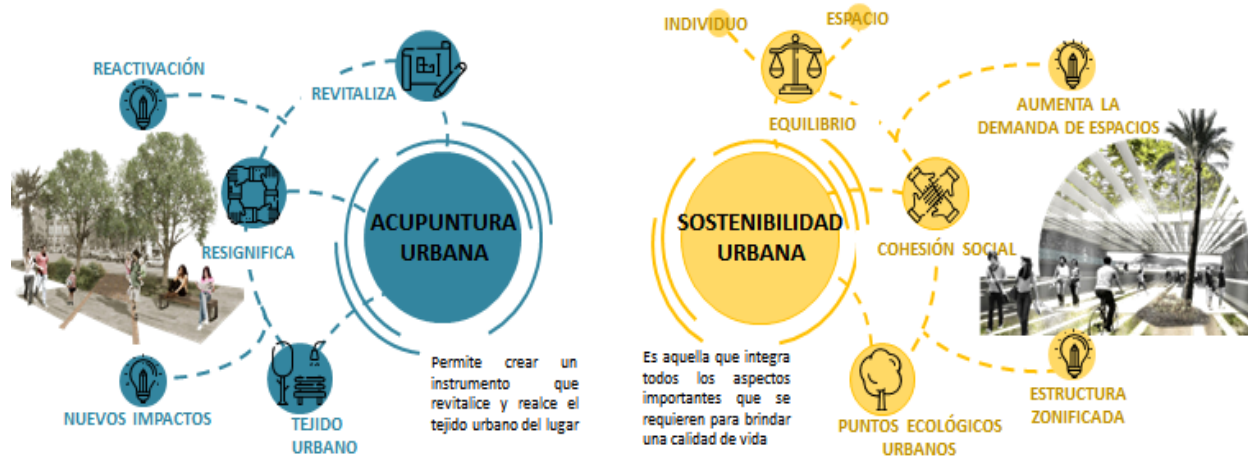 REACTIVACIÓN
REVITALIZA
RESIGNIFICA
NUEVOS IMPACTOS
TEJIDO
URBANO
ACUPUNTURA
URBANA
Permite crear un
instrumento que
revitalice y realce el
tejido urbano del lugar
INDIVIDUO
ESPACIO
EQUILIBRIO
AUMENTA LA
DEMANDA DE ESPACIOS
SOSTENIBILIDAD
URBANA
COHESIÓN SOCIAL
Es aquella que integra
todos los aspectos
importantes que se
requieren para brindar
una calidad de vida
PUNTOS ECOLÓGICOS
URBANOS
ESTRUCTURA
ZONIFICADA